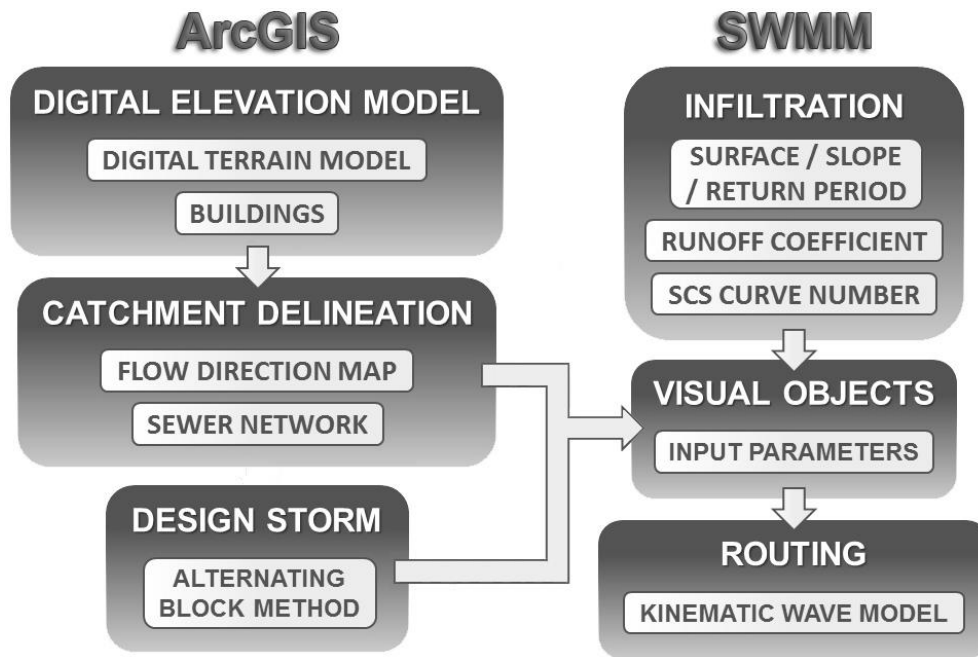 ArcGIS
DIGITAL ELEVATION MODEL
DIGITAL TERRAIN MODEL
BUILDINGS
CATCHMENT DELINEATION
FLOW DIRECTION MAP
SEWER NETWORK
DESIGN STORM
ALTERNATING
BLOCK METHOD
SWMM
INFILTRATION
SURFACE / SLOPE
/ RETURN PERIOD
RUNOFF COEFFICIENT
SCS CURVE NUMBER
VISUAL OBJECTS
INPUT PARAMETERS
ROUTING
KINEMATIC WAVE MODEL